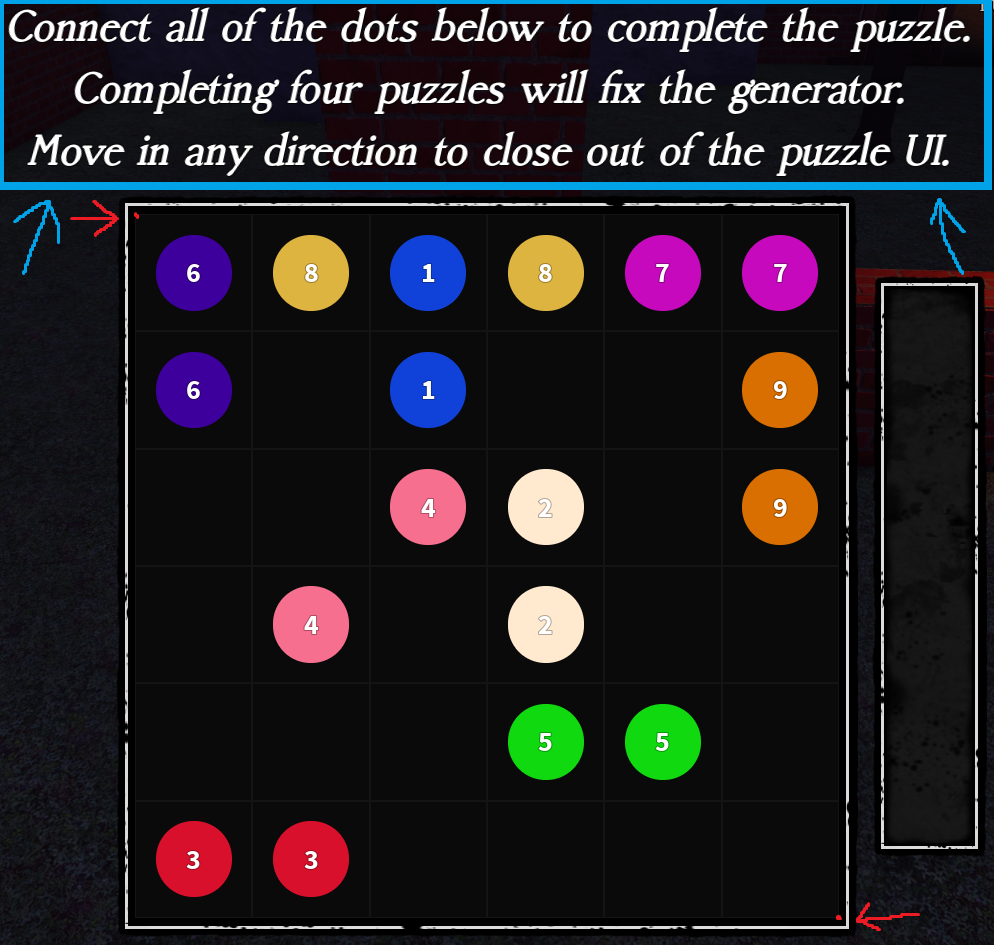 Connect all of the dots below to complete the puzzle.
Completing four puzzles will fix the generator.
Move in any direction to close out of the puzzle UI.
6 8 1 8 7 7
6 1 9
4 2 9
4 2
5 5
3 3